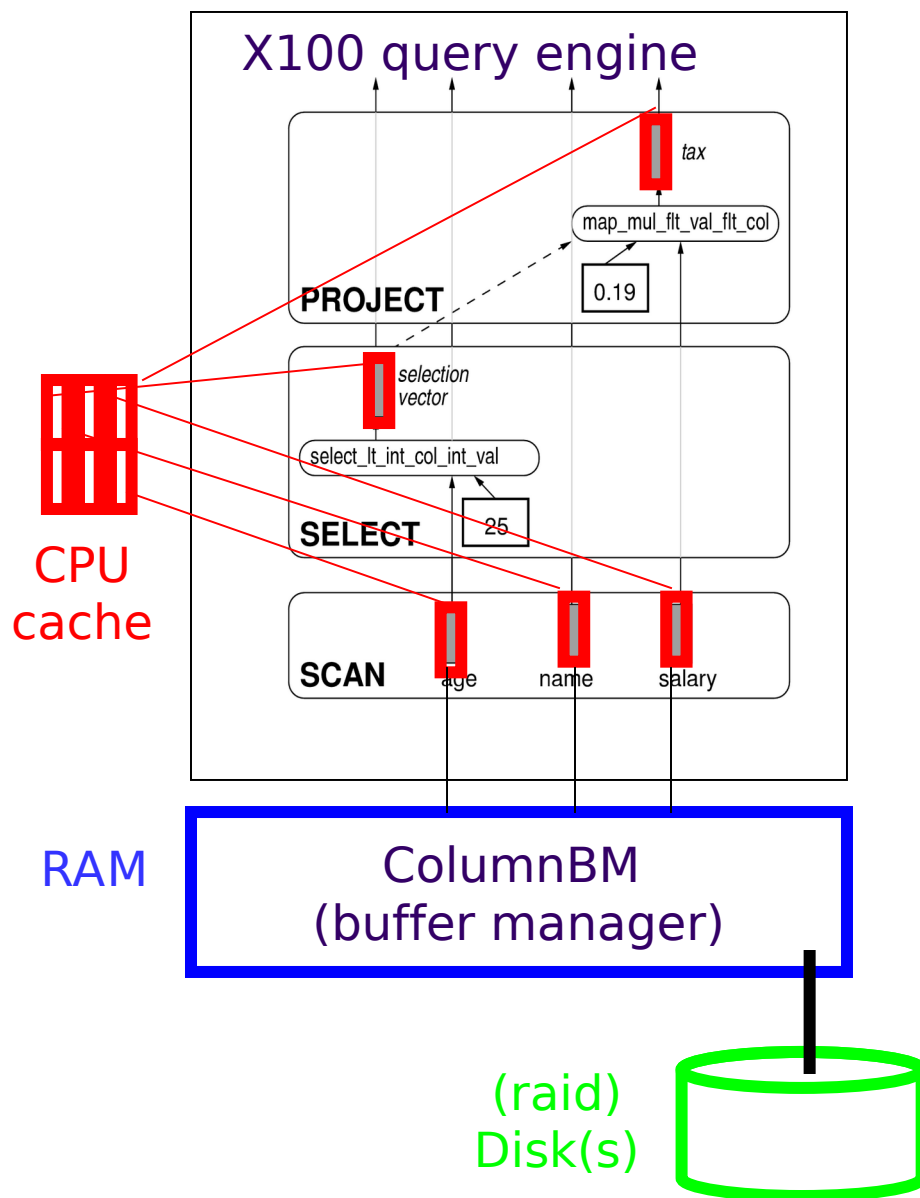 X100 query engine
tax
map_mul_flt_val_flt_col
0.19
PROJECT
selection
vector
select_lt_int_col_int_val
25
SELECT
CPU
cache
SCAN
age
name
salary
RAM
ColumnBM
(buffer manager)
(raid)
Disk(s)